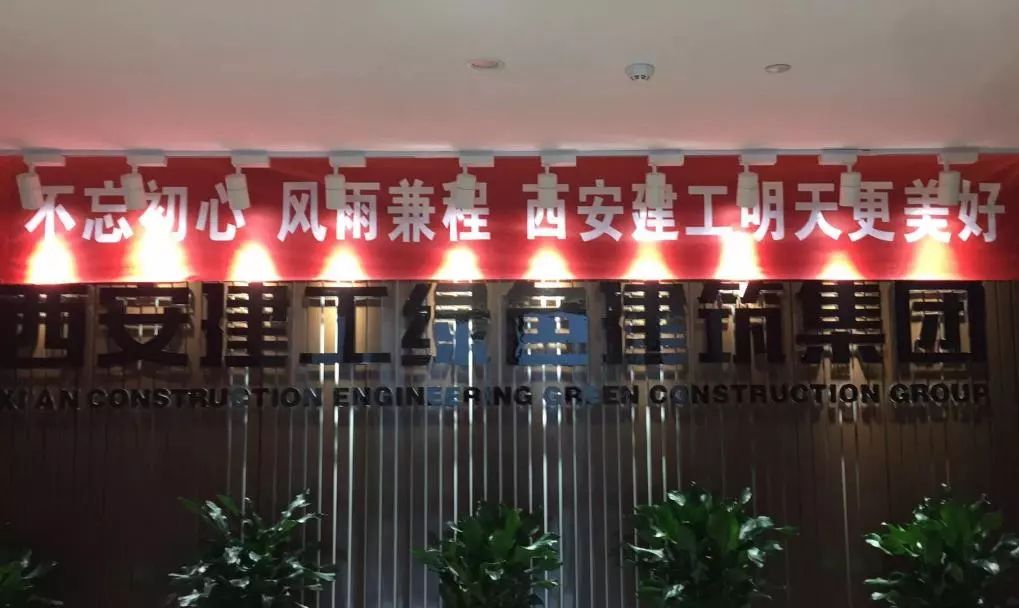 不忘初心 风雨兼程 西安建工明天更美好
西安建工绿色建筑集团
XI'AN CONSTRUCTION ENGINEERING GREEN CONSTRUCTION GROUP